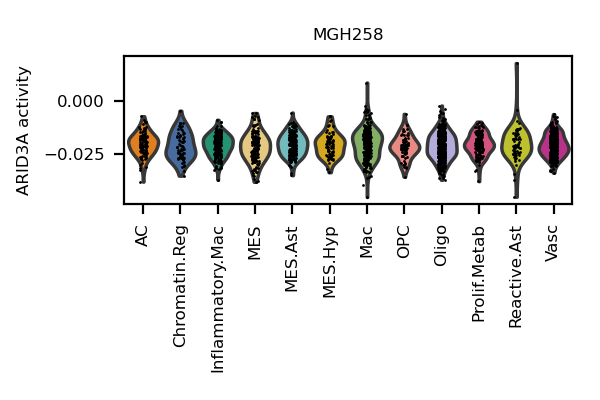 MGH258
ARID3A activity
0.000
−0.025
AC
Chromatin.Reg
Inflammatory.Mac
MES
MES.Ast
MES.Hyp
Mac
OPC
Oligo
Prolif.Metab
Reactive.Ast
Vasc